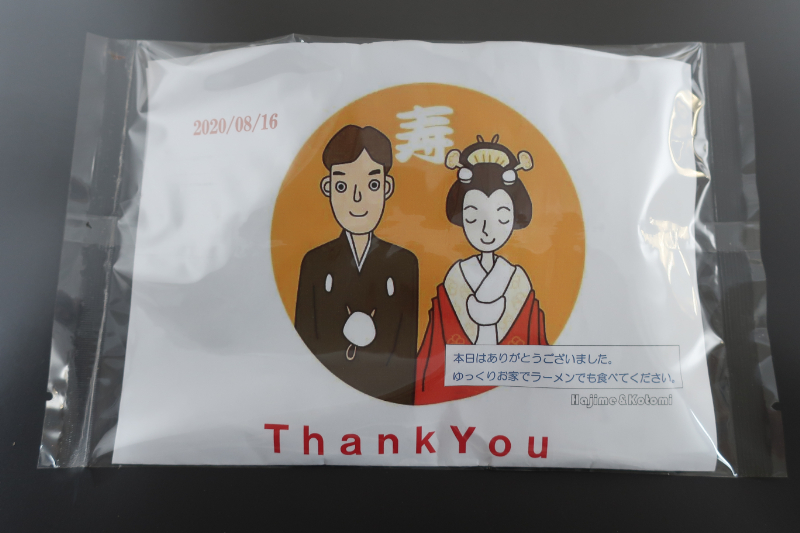 2020/08/16
寿
本日はありがとうございました。
ゆっくりお家でラーメンでも食べてください。
Hajime&Kotomi
ThankYou